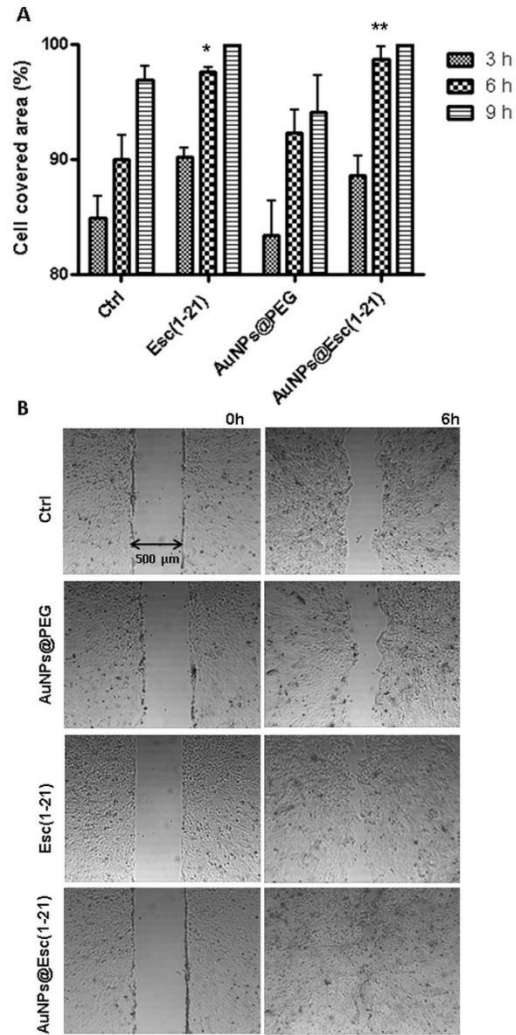 A
Cell covered area (%)
100
90
80
* 
**
3 h
6 h
9 h
Ctrl
Esc(1-21)
AuNPs@PEG
AuNPs@Esc(1-21)
B
0h
6h
Ctrl
500 µm
AuNPs@PEG
Esc(1-21)
AuNPs@Esc(1-21)